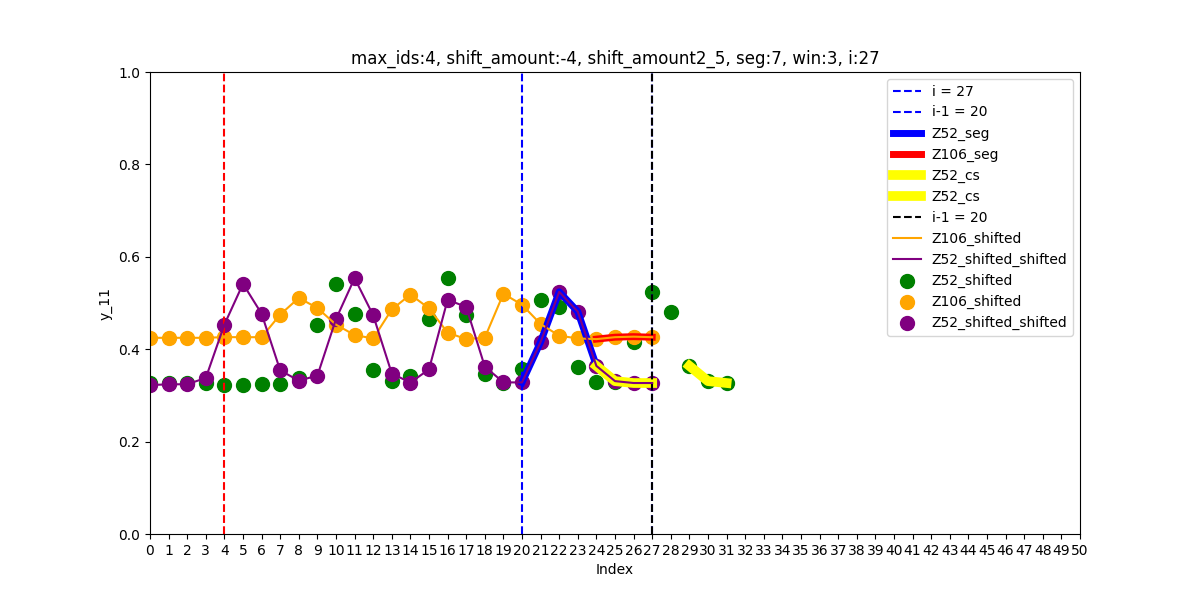 max_ids:4, shift_amount:-4, shift_amount2_5, seg:7, win:3, i:27
1.0
0.8
0.6
0.4
0.2
0.0
y_11
i = 27
i-1 = 20
Z52_seg
Z106_seg
Z52_cs
Z52_cs
i-1 = 20
Z106_shifted
Z52_shifted_shifted
Z52_shifted
Z106_shifted
Z52_shifted_shifted
0 1 2 3 4 5 6 7 8 9 10 11 12 13 14 15 16 17 18 19 20 21 22 23 24 25 26 27 28 29 30 31 32 33 34 35 36 37 38 39 40 41 42 43 44 45 46 47 48 49 50
Index